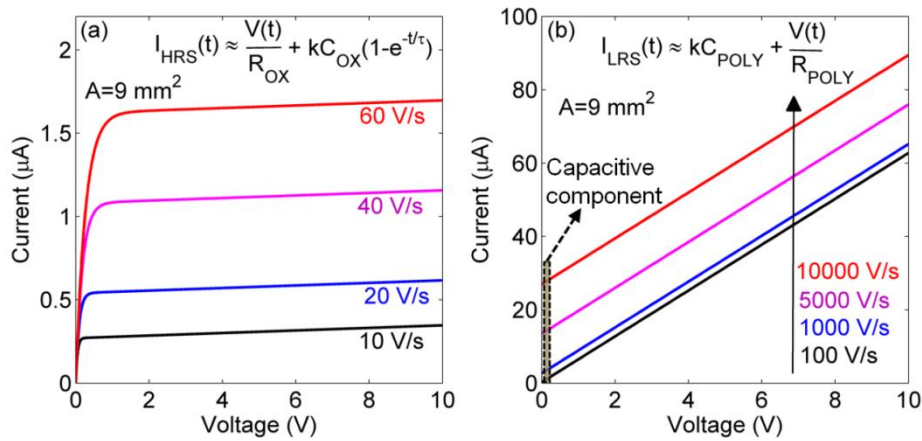 (a)
I_HRS(t) ≈ V(t)/R_OX + kC_OX(1-e^-t/τ)
A=9 mm²
60 V/s
40 V/s
20 V/s
10 V/s
Current (μA)
2
1.5
1
0.5
0
0 2 4 6 8 10
Voltage (V)
(b)
I_LRS(t) ≈ kC_POLY + V(t)/R_POLY
A=9 mm²
Capacitive
component
10000 V/s
5000 V/s
1000 V/s
100 V/s
Current (μA)
100
80
60
40
20
0
0 2 4 6 8 10
Voltage (V)